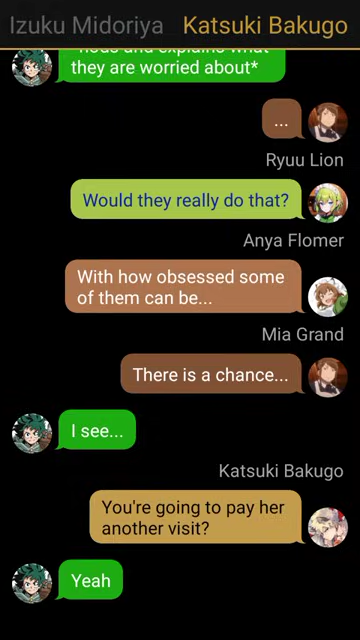 Izuku Midoriya Katsuki Bakugo
they are worried about*
...
Ryuu Lion
Would they really do that?
Anya Flomer
With how obsessed some
of them can be...
Mia Grand
There is a chance...
I see...
Katsuki Bakugo
You're going to pay her
another visit?
Yeah